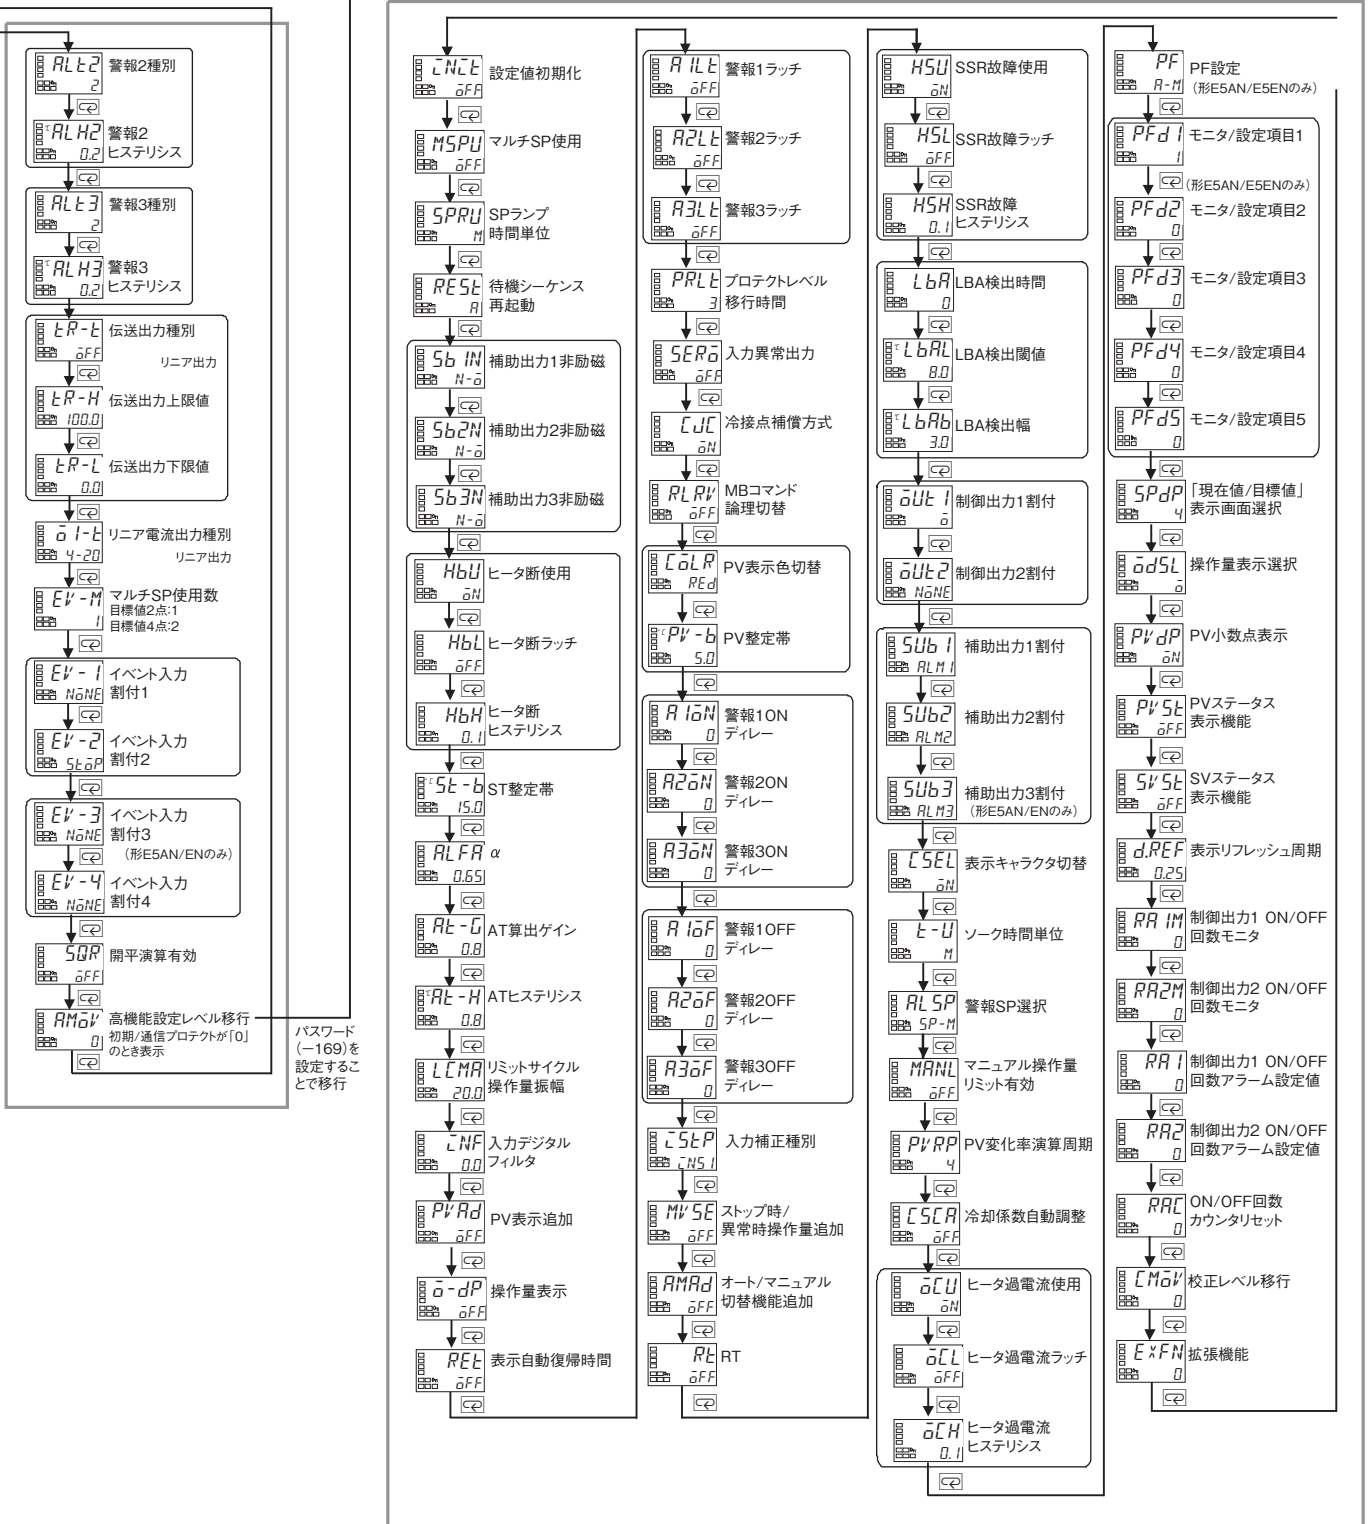 ALt2 警報2種別
2
ALH2 警報2
0.2 ヒステリシス
ALt3 警報3種別
2
ALH3 警報3
0.2 ヒステリシス
tR-t 伝送出力種別
oFF リニア出力
tR-H 伝送出力上限値
100.0
tR-L 伝送出力下限値
0.0
o1-t リニア電流出力種別
4-20 リニア出力
EV-M マルチSP使用数
目標値2点:1
1 目標値4点:2
EV-1 イベント入力
NoNE 割付1
EV-2 イベント入力
StoP 割付2
EV-3 イベント入力
NoNE 割付3
(形E5AN/ENのみ)
EV-4 イベント入力
NoNE 割付4
SQR 開平演算有効
oFF
AMoV 高機能設定レベル移行
初期/通信プロテクトが「0」
0 のとき表示
パスワード
(−169)を
設定するこ
とで移行
INIt 設定値初期化
oFF
MSPU マルチSP使用
oFF
SPRU SPランプ
M 時間単位
RESt 待機シーケンス
A 再起動
Sb1N 補助出力1非励磁
N-o
Sb2N 補助出力2非励磁
N-o
Sb3N 補助出力3非励磁
N-o
HbU ヒータ断使用
oN
HbL ヒータ断ラッチ
oFF
HbH ヒータ断
0.1 ヒステリシス
St-b ST整定帯
15.0
ALFA α
0.65
At-G AT算出ゲイン
0.8
At-H ATヒステリシス
0.8
LCMA リミットサイクル
20.0 操作量振幅
INF 入力デジタル
0.0 フィルタ
PVAd PV表示追加
oFF
o-dP 操作量表示
oFF
REt 表示自動復帰時間
oFF
A1Lt 警報1ラッチ
oFF
A2Lt 警報2ラッチ
oFF
A3Lt 警報3ラッチ
oFF
PRLt プロテクトレベル
3 移行時間
SERo 入力異常出力
oFF
CJC 冷接点補償方式
oN
RLRV MBコマンド
oFF 論理切替
CoLR PV表示色切替
REd
PV-b PV整定帯
5.0
A1oN 警報1ON
0 ディレー
A2oN 警報2ON
0 ディレー
A3oN 警報3ON
0 ディレー
A1oF 警報1OFF
0 ディレー
A2oF 警報2OFF
0 ディレー
A3oF 警報3OFF
0 ディレー
IStP 入力補正種別
INS1
MVSE ストップ時/
oFF 異常時操作量追加
AMAd オート/マニュアル
oFF 切替機能追加
Rt RT
oFF
HSU SSR故障使用
oN
HSL SSR故障ラッチ
oFF
HSH SSR故障
0.1 ヒステリシス
LbA LBA検出時間
0
LbAL LBA検出閾値
8.0
LbAb LBA検出幅
3.0
oUt1 制御出力1割付
o
oUt2 制御出力2割付
NoNE
SUb1 補助出力1割付
ALM1
SUb2 補助出力2割付
ALM2
SUb3 補助出力3割付
ALM3 (形E5AN/ENのみ)
CSEL 表示キャラクタ切替
oN
t-U ソーク時間単位
M
ALSP 警報SP選択
SP-M
MANL マニュアル操作量
oFF リミット有効
PVRP PV変化率演算周期
4
CSCA 冷却係数自動調整
oFF
oCU ヒータ過電流使用
oN
oCL ヒータ過電流ラッチ
oFF
oCH ヒータ過電流
0.1 ヒステリシス
PF PF設定
A-M (形E5AN/E5ENのみ)
PFd1 モニタ/設定項目1
1
(形E5AN/E5ENのみ)
PFd2 モニタ/設定項目2
0
PFd3 モニタ/設定項目3
0
PFd4 モニタ/設定項目4
0
PFd5 モニタ/設定項目5
0
SPdP 「現在値/目標値」
4 表示画面選択
odSL 操作量表示選択
o
PVdP PV小数点表示
oN
PVSt PVステータス
oFF 表示機能
SVSt SVステータス
oFF 表示機能
d.REF 表示リフレッシュ周期
0.25
RA1M 制御出力1 ON/OFF
0 回数モニタ
RA2M 制御出力2 ON/OFF
0 回数モニタ
RA1 制御出力1 ON/OFF
0 回数アラーム設定値
RA2 制御出力2 ON/OFF
0 回数アラーム設定値
RAC ON/OFF回数
0 カウンタリセット
CMoV 校正レベル移行
0
EXFN 拡張機能
0